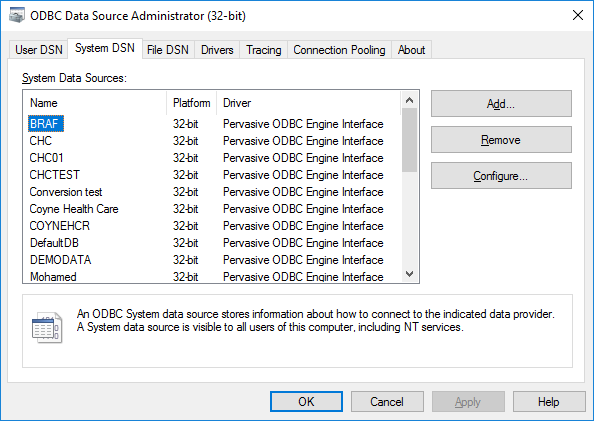 ODBC Data Source Administrator (32-bit)
User DSN System DSN File DSN Drivers Tracing Connection Pooling About
System Data Sources:
Name Platform Driver
BRAF 32-bit Pervasive ODBC Engine Interface
CHC 32-bit Pervasive ODBC Engine Interface
CHC01 32-bit Pervasive ODBC Engine Interface
CHCTEST 32-bit Pervasive ODBC Engine Interface
Conversion test 32-bit Pervasive ODBC Engine Interface
Coyne Health Care 32-bit Pervasive ODBC Engine Interface
COYNEHCR 32-bit Pervasive ODBC Engine Interface
DefaultDB 32-bit Pervasive ODBC Engine Interface
DEMODATA 32-bit Pervasive ODBC Engine Interface
Mohamed 32-bit Pervasive ODBC Engine Interface
Add...
Remove
Configure...
An ODBC System data source stores information about how to connect to the indicated data provider.
A System data source is visible to all users of this computer, including NT services.
OK Cancel Apply Help